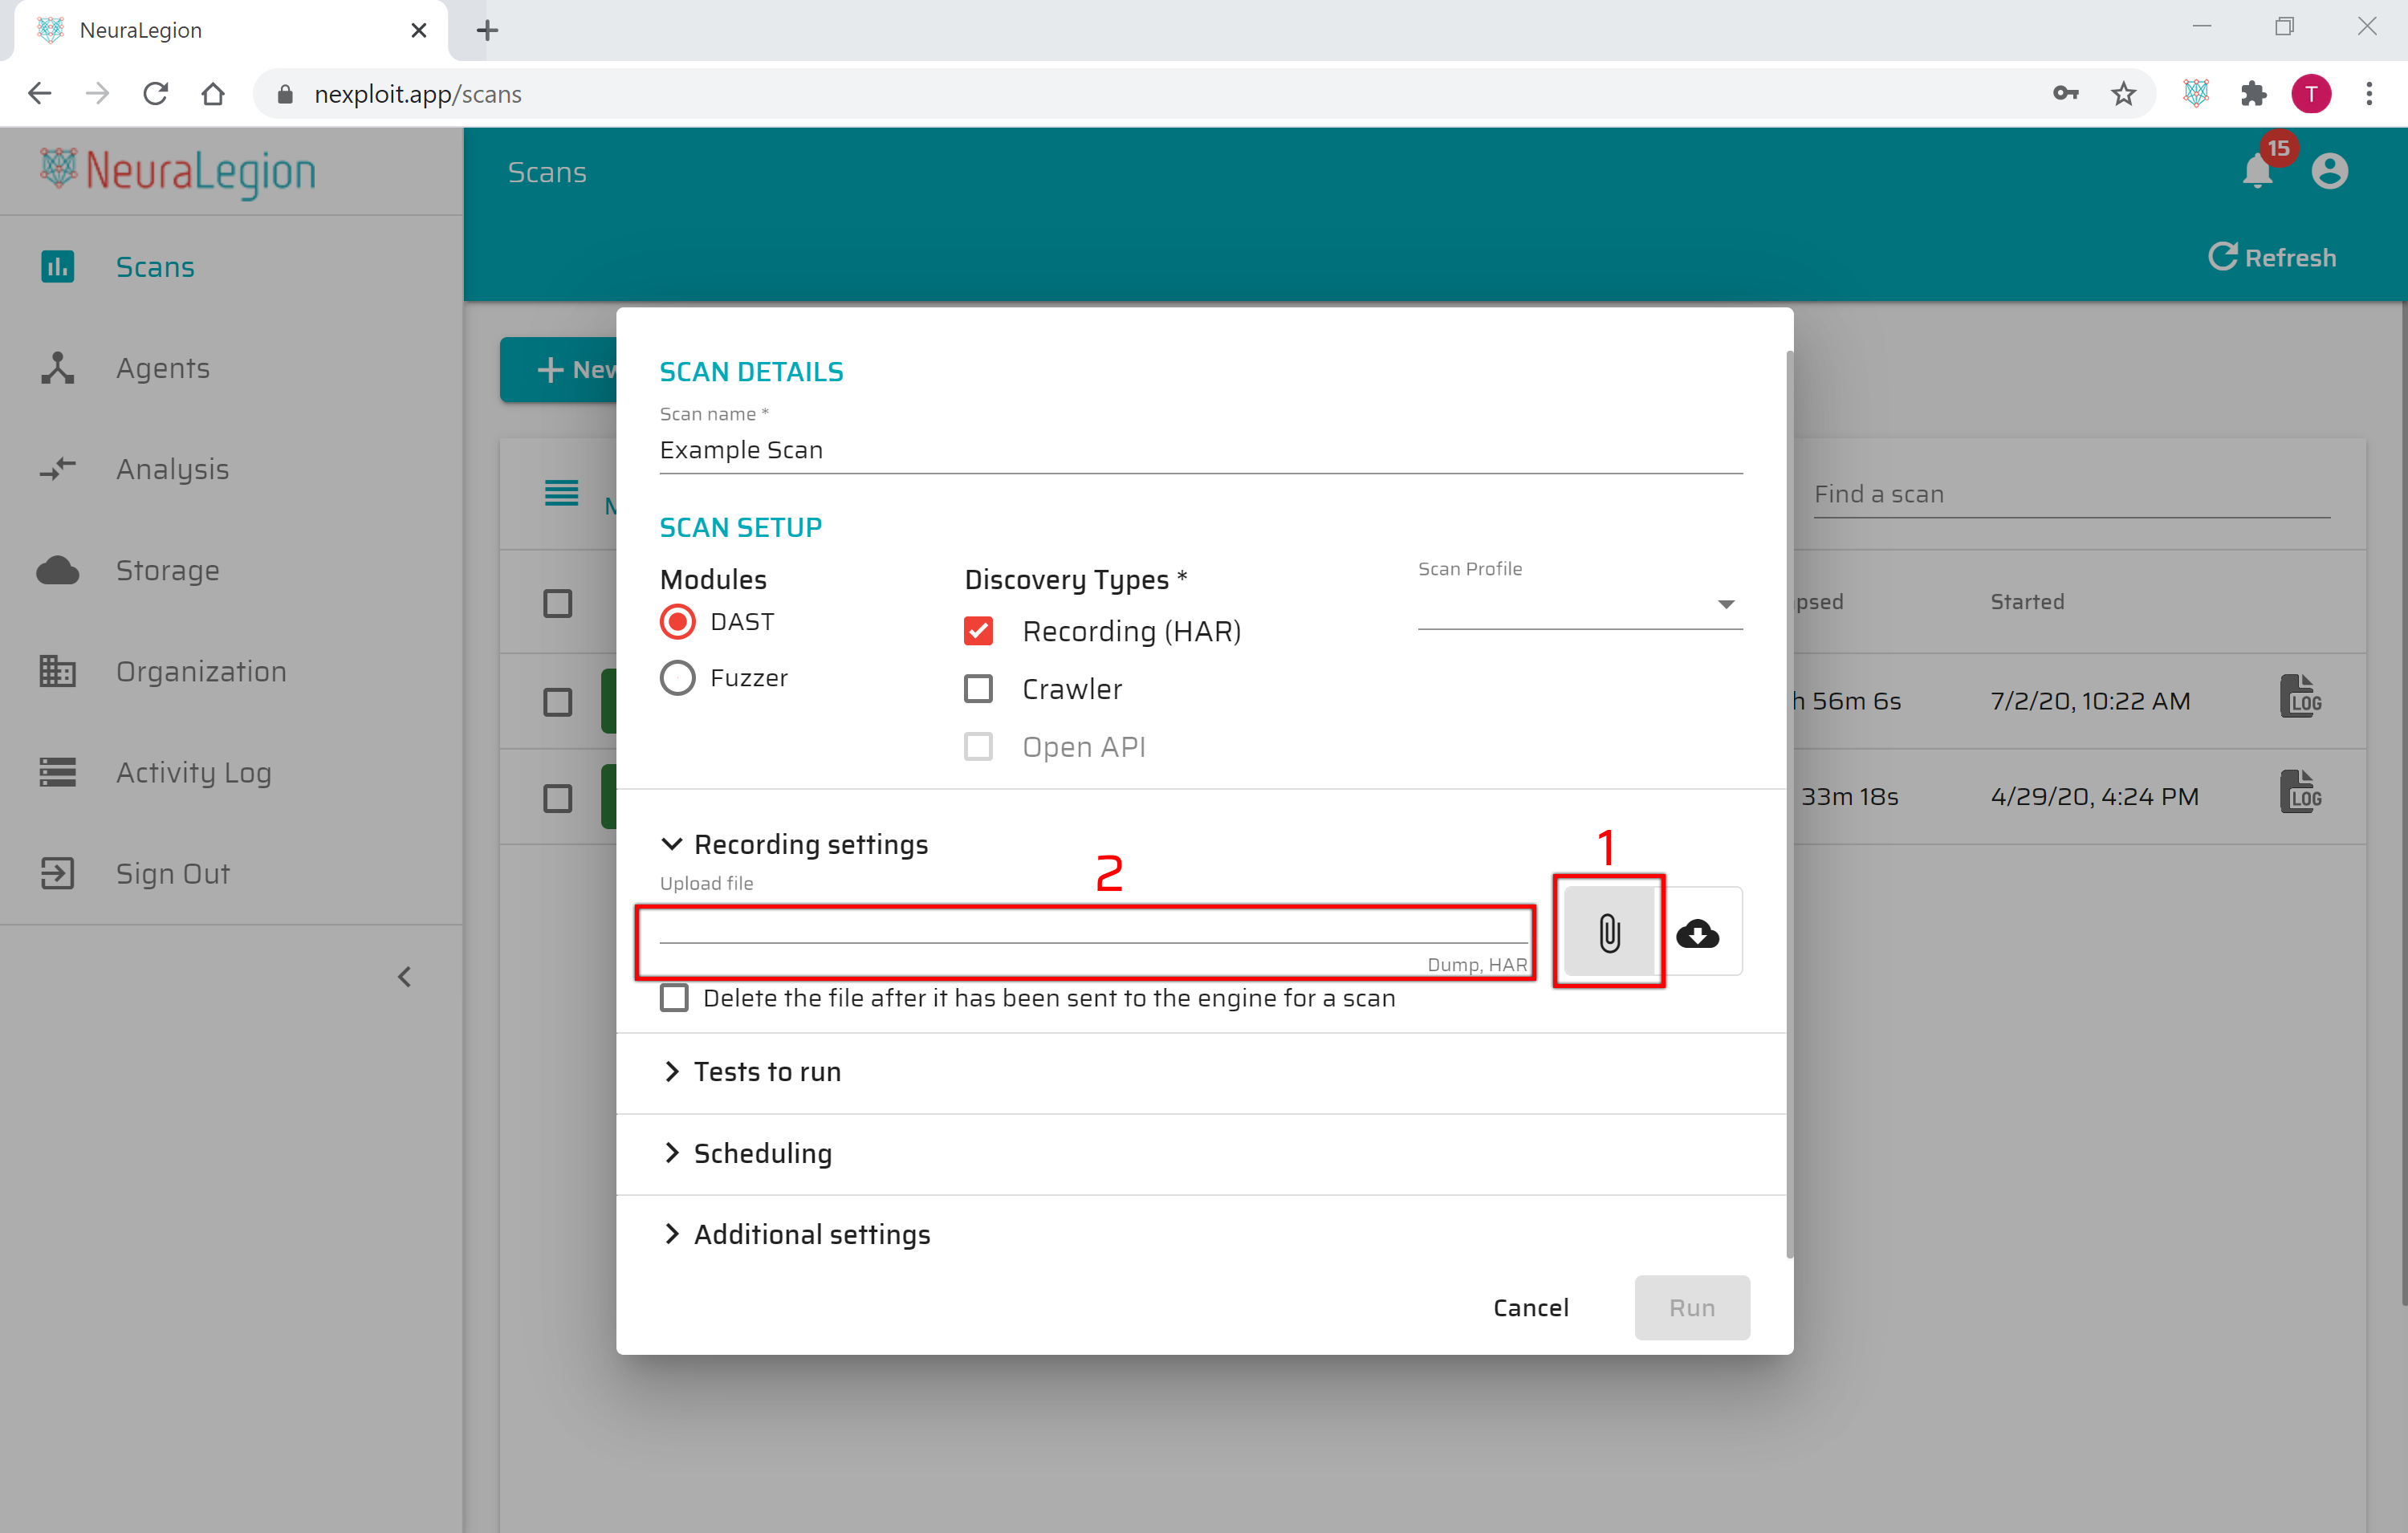 NeuraLegion
nexploit.app/scans
T
NeuraLegion
Scans
15
Refresh
Scans
Agents
Analysis
Storage
Organization
Activity Log
Sign Out
New
Find a scan
psed
Started
h 56m 6s
7/2/20, 10:22 AM
LOG
33m 18s
4/29/20, 4:24 PM
LOG
SCAN DETAILS
Scan name *
Example Scan
SCAN SETUP
Modules
DAST
Fuzzer
Discovery Types *
Recording (HAR)
Crawler
Open API
Scan Profile
Recording settings
2
1
Upload file
Dump, HAR
Delete the file after it has been sent to the engine for a scan
Tests to run
Scheduling
Additional settings
Cancel
Run